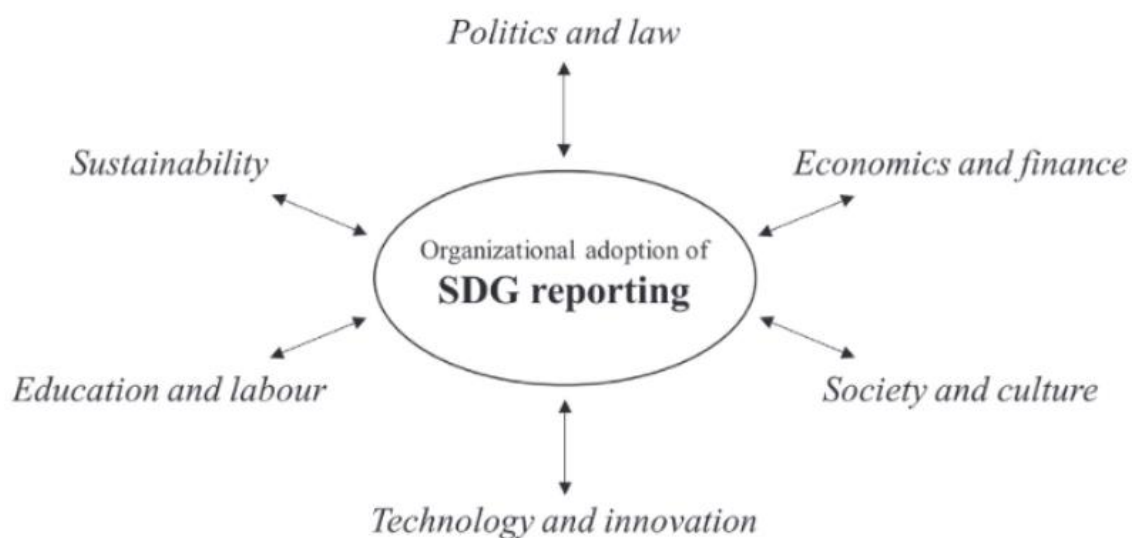 Politics and law
Sustainability
Economics and finance
Organizational adoption of
SDG reporting
Education and labour
Society and culture
Technology and innovation